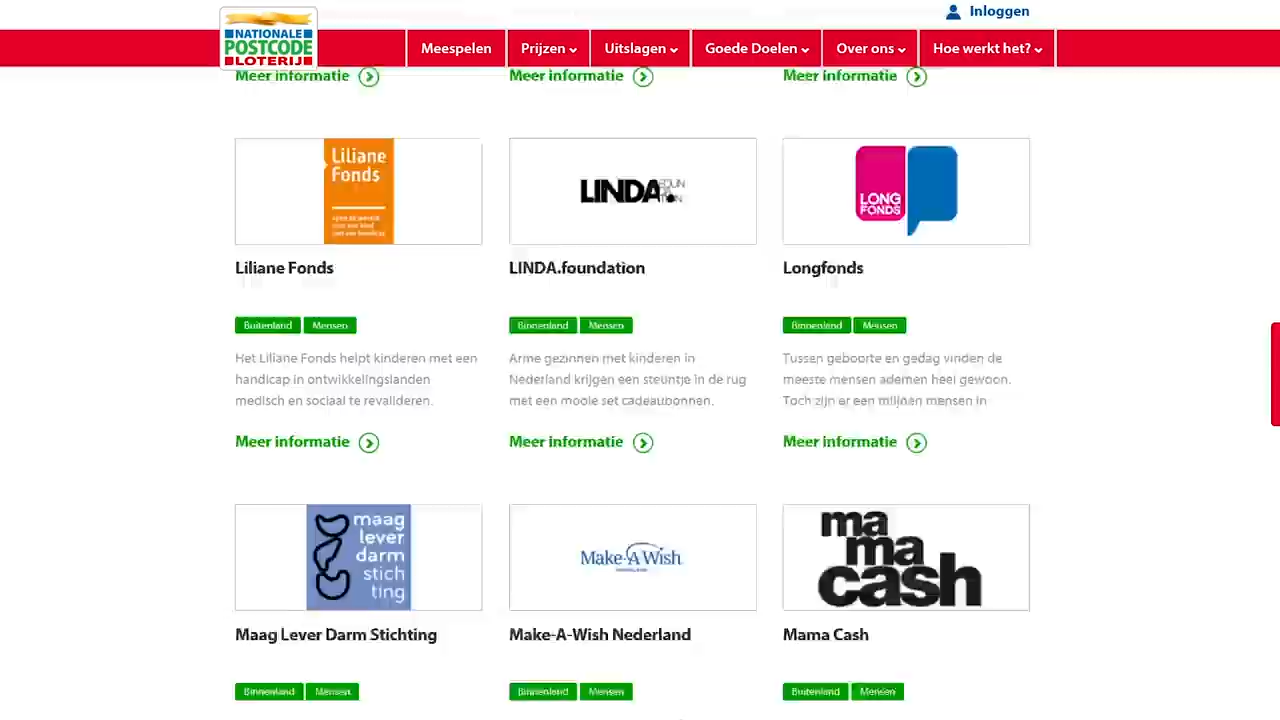 Inloggen
NATIONALE
POSTCODE
LOTERIJ
Meespelen Prijzen Uitslagen Goede Doelen Over ons Hoe werkt het?
Meer informatie Meer informatie Meer informatie
Liliane
Fonds
LINDA.
LONG
FONDS
Liliane Fonds LINDA.foundation Longfonds
Buitenland Mensen Binnenland Mensen Binnenland Mensen
Het Liliane Fonds helpt kinderen met een
handicap in ontwikkelingslanden
medisch en sociaal te revalideren.
Arme gezinnen met kinderen in
Nederland krijgen een steuntje in de rug
met een mooie set cadeaubonnen.
Tussen geboorte en gedag vinden de
meeste mensen ademen heel gewoon.
Toch zijn er een miljoen mensen in
Meer informatie Meer informatie Meer informatie
maag
lever
darm
stich
ting
Make-A-Wish
ma
ma
cash
Maag Lever Darm Stichting Make-A-Wish Nederland Mama Cash
Binnenland Mensen Binnenland Mensen Buitenland Mensen